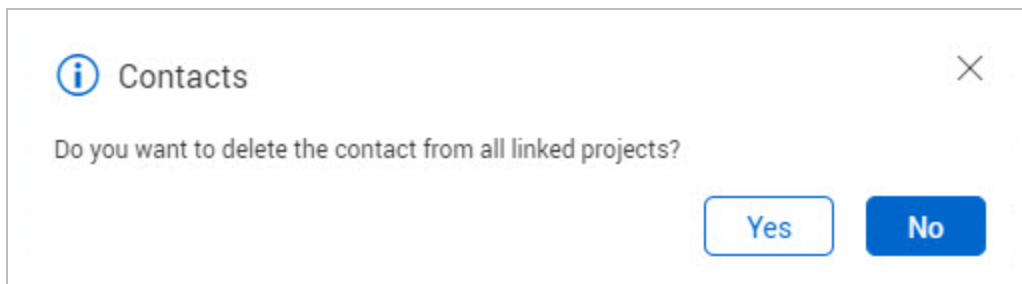 Contacts
Do you want to delete the contact from all linked projects?
Yes No